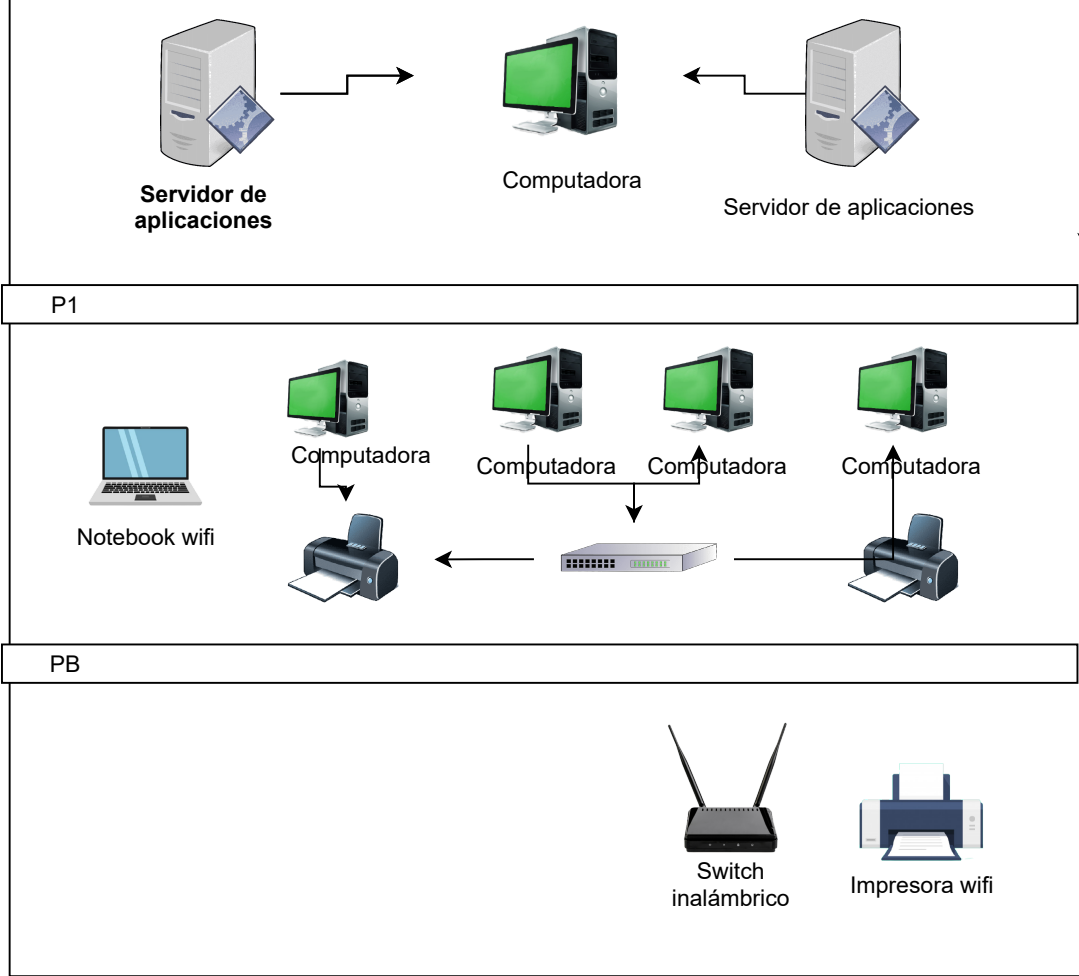 Servidor de
aplicaciones
Computadora
Servidor de aplicaciones
P1
Computadora
Computadora
Computadora
Computadora
Notebook wifi
PB
Switch
inalámbrico
Impresora wifi